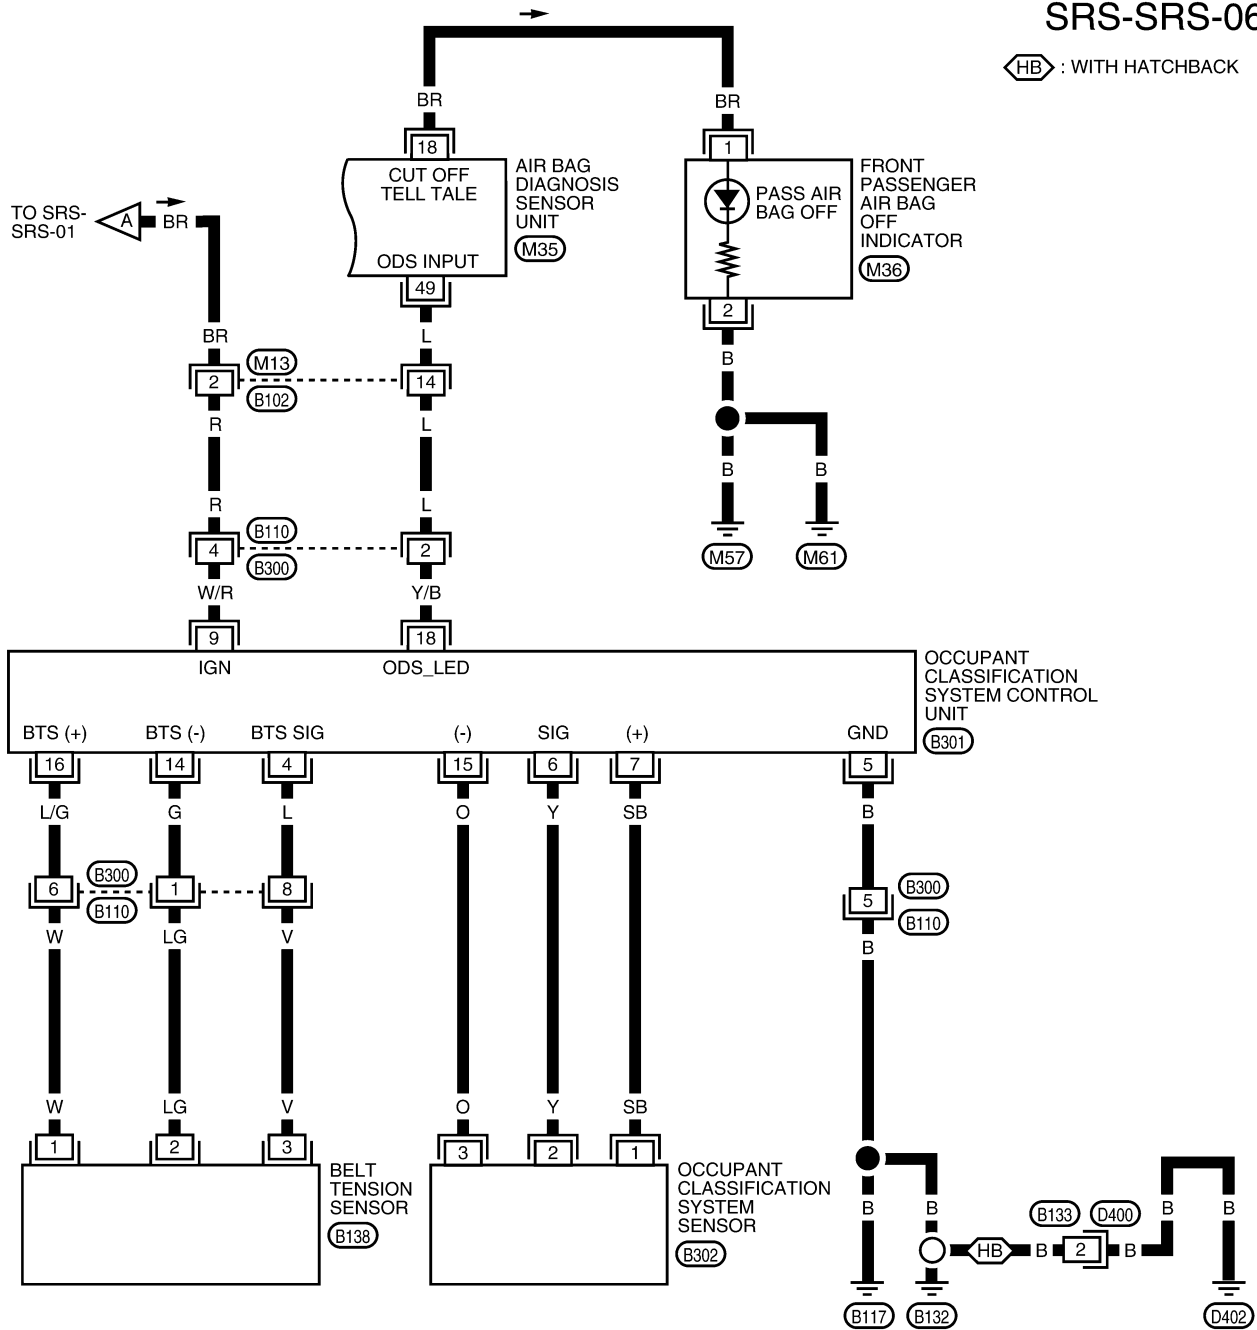 SRS-SRS-06
HB : WITH HATCHBACK
BR
BR
18
1
CUT OFF
TELL TALE
ODS INPUT
AIR BAG
DIAGNOSIS
SENSOR
UNIT
M35
PASS AIR
BAG OFF
FRONT
PASSENGER
AIR BAG
OFF
INDICATOR
M36
TO SRS-
SRS-01
A
BR
49
2
BR
L
B
M13
2
14
B102
R
L
B
B
R
L
B110
4
2
B300
M57
M61
W/R
Y/B
9
18
IGN
ODS_LED
OCCUPANT
CLASSIFICATION
SYSTEM CONTROL
UNIT
B301
BTS (+)
BTS (-)
BTS SIG
(-)
SIG
(+)
GND
16
14
4
15
6
7
5
L/G
G
L
O
Y
SB
B
B300
6
1
8
B110
B300
5
B110
W
LG
V
B
W
LG
V
O
Y
SB
1
2
3
3
2
1
BELT
TENSION
SENSOR
B138
OCCUPANT
CLASSIFICATION
SYSTEM
SENSOR
B302
B
B
B
B
B133
D400
HB
B
2
B
B117
B132
D402